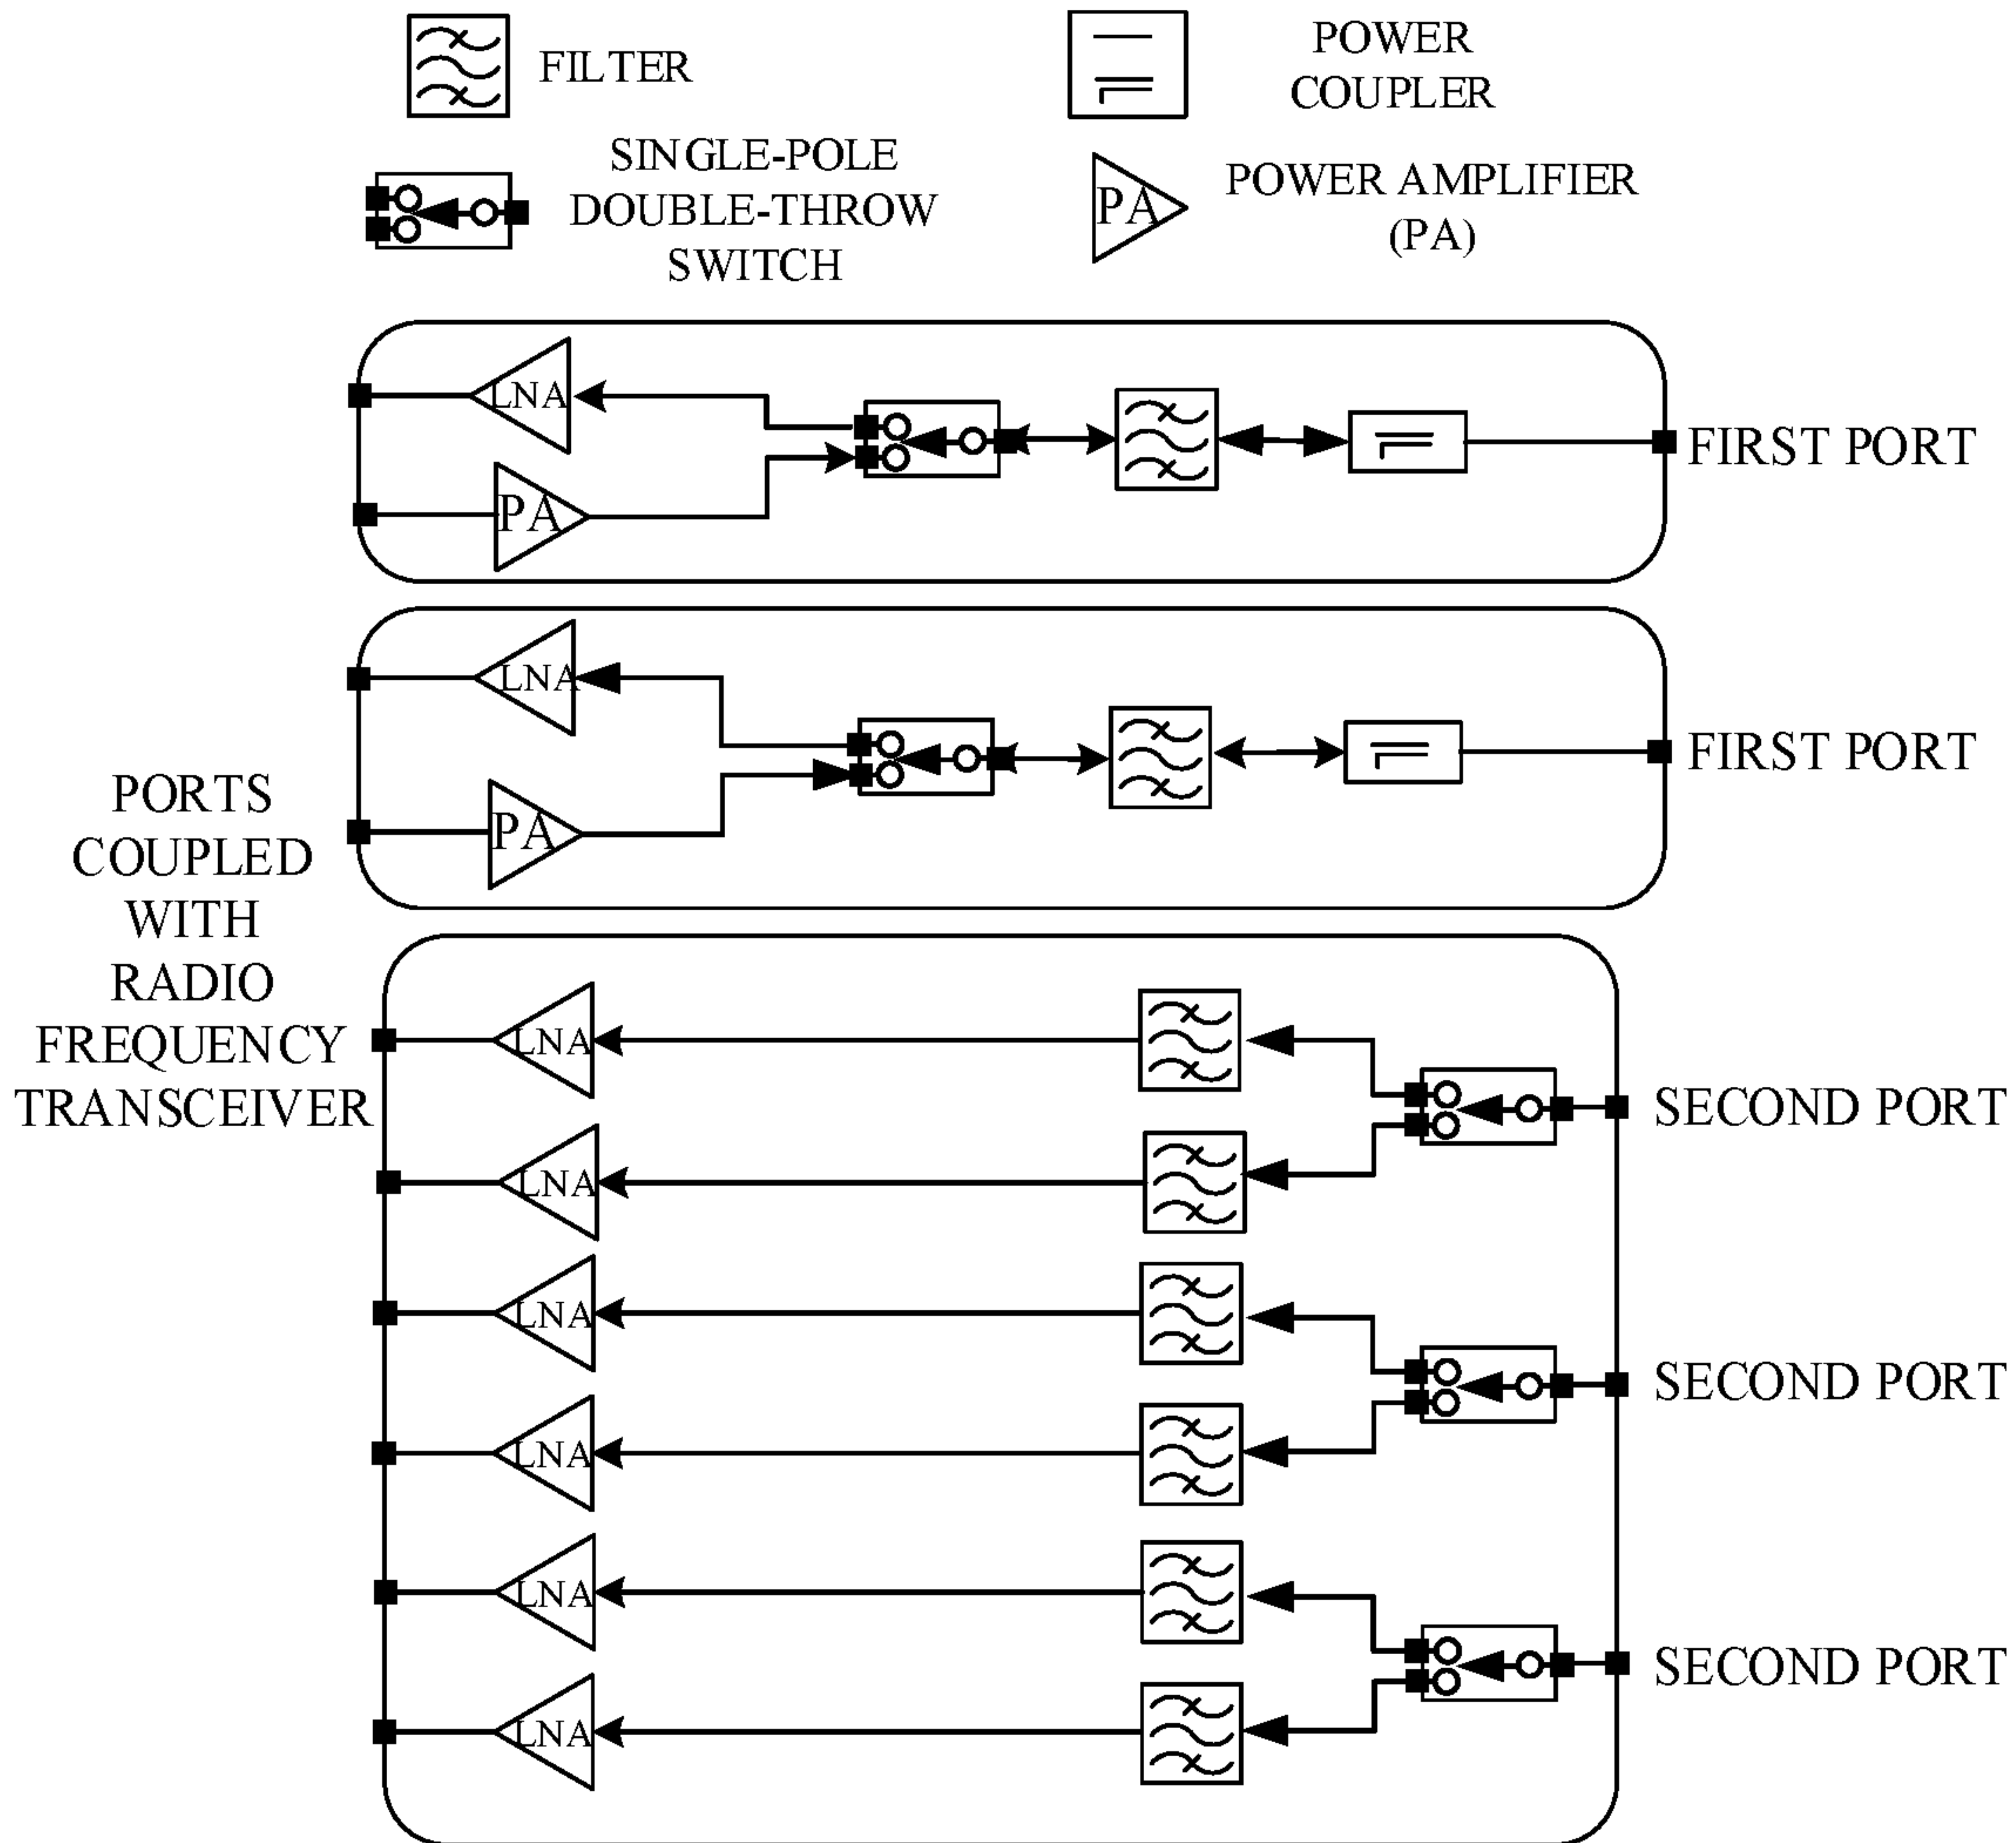 FILTER
POWER
COUPLER
SINGLE-POLE
DOUBLE-THROW
SWITCH
PA
POWER AMPLIFIER
(PA)
LNA
PA
FIRST PORT
LNA
PA
FIRST PORT
PORTS
COUPLED
WITH
RADIO
FREQUENCY
TRANSCEIVER
LNA
LNA
SECOND PORT
LNA
LNA
SECOND PORT
LNA
LNA
SECOND PORT